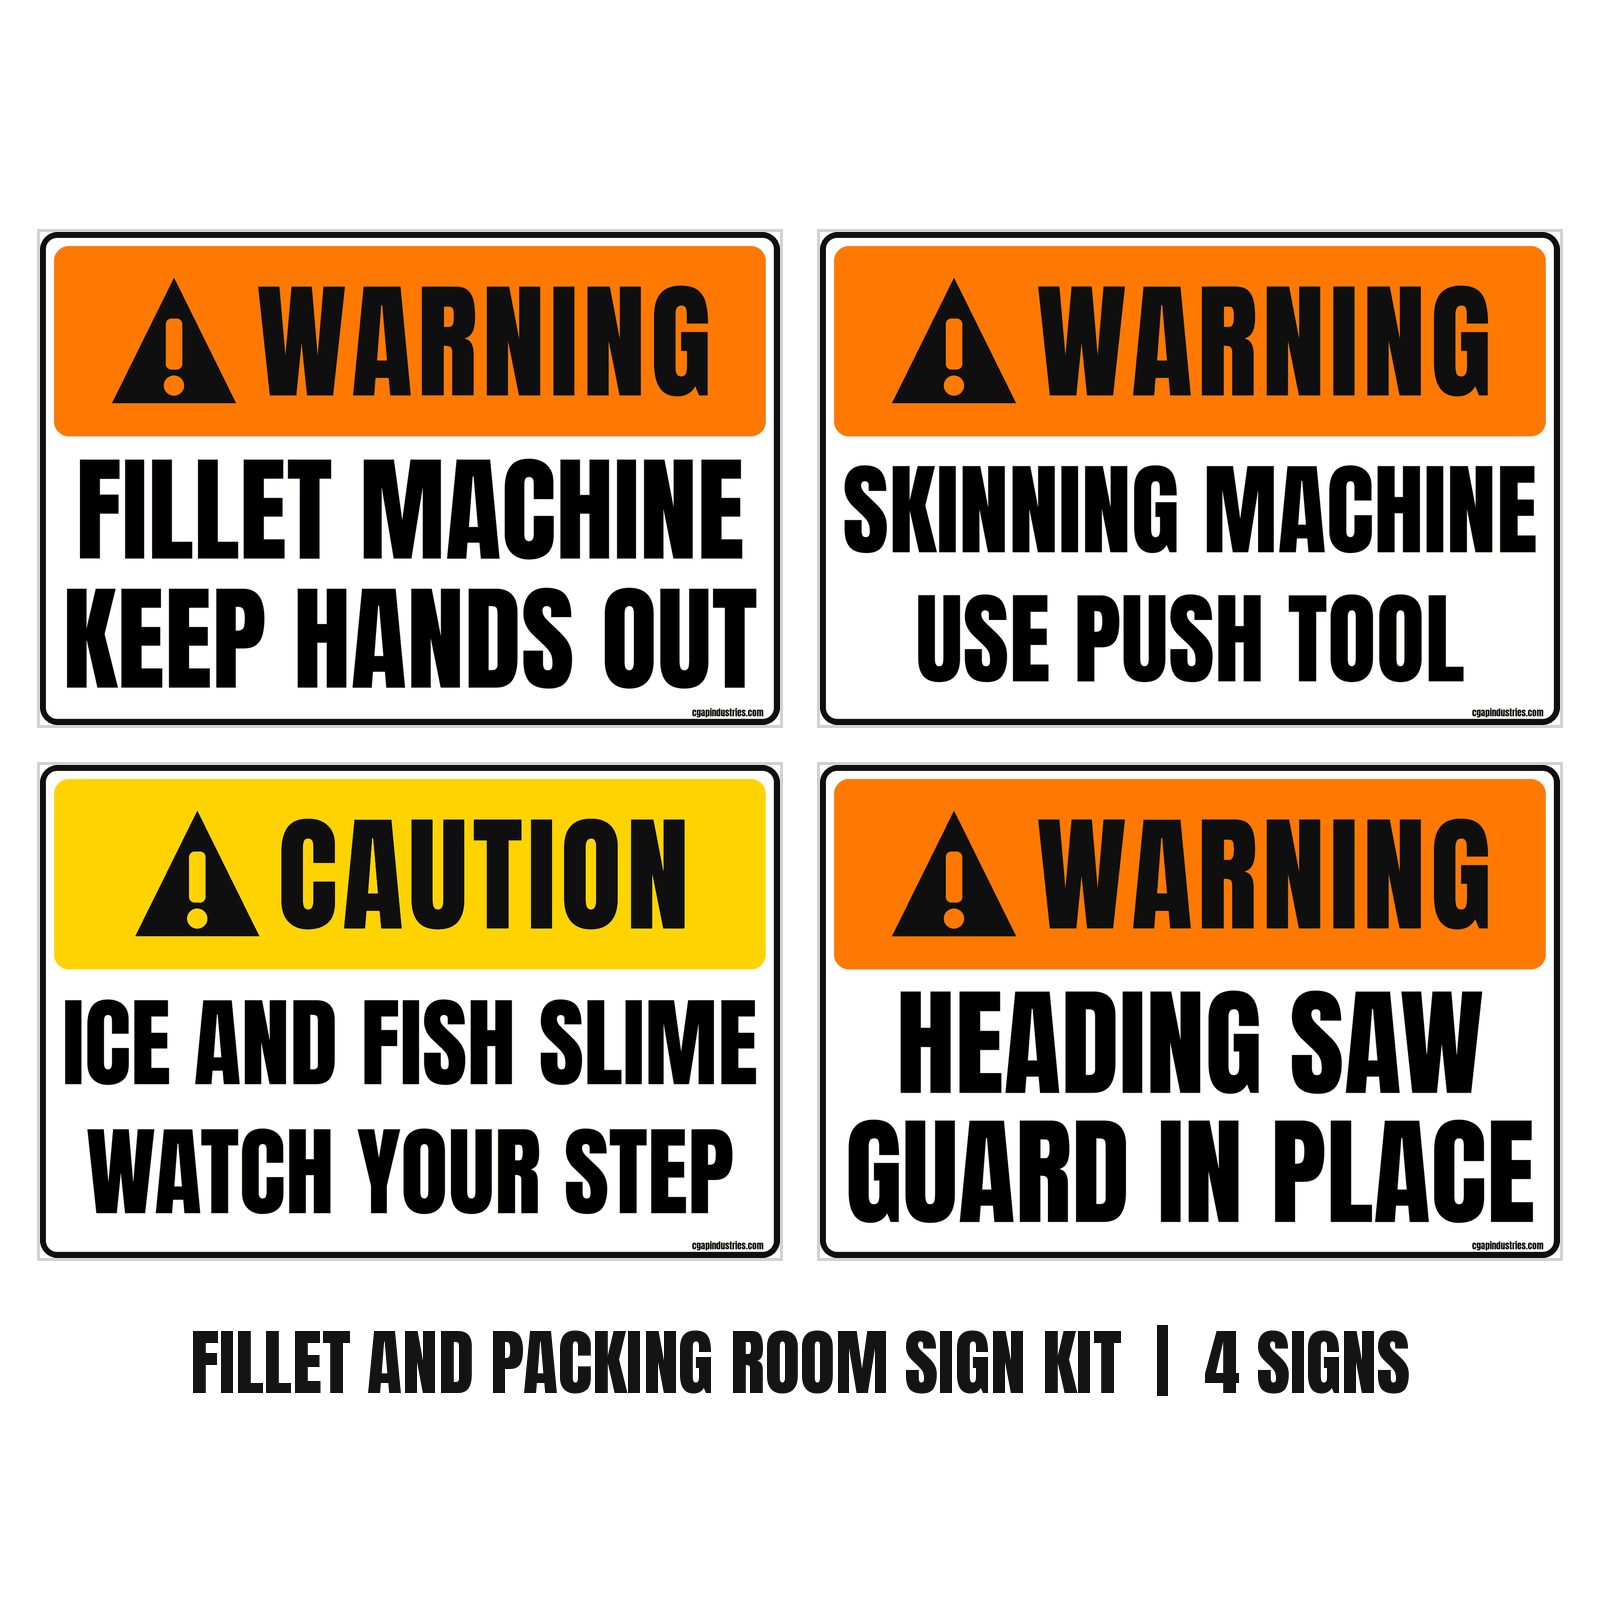 WARNING
FILLET MACHINE
KEEP HANDS OUT
cgapindustries.com
WARNING
SKINNING MACHINE
USE PUSH TOOL
cgapindustries.com
CAUTION
ICE AND FISH SLIME
WATCH YOUR STEP
cgapindustries.com
WARNING
HEADING SAW
GUARD IN PLACE
cgapindustries.com
FILLET AND PACKING ROOM SIGN KIT | 4 SIGNS